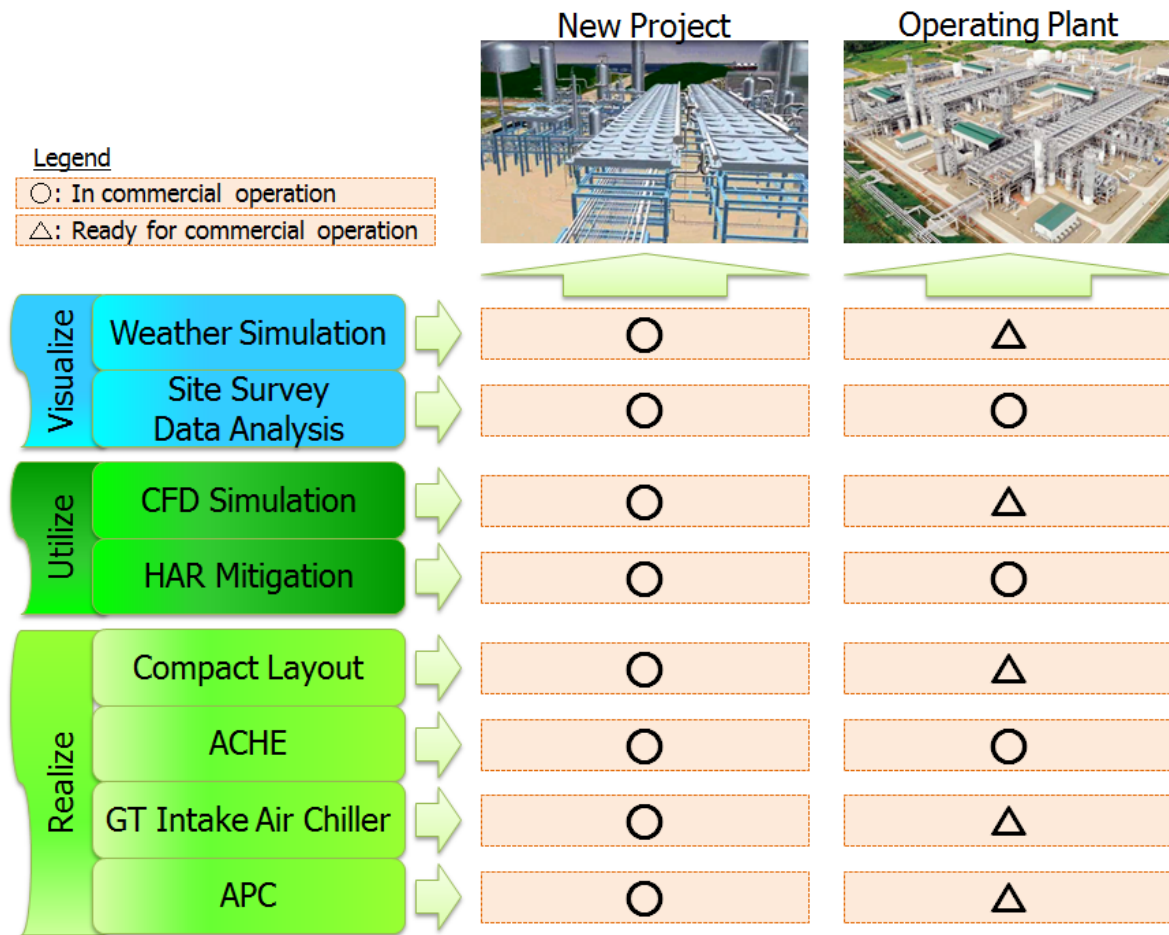 New Project
Operating Plant
Legend
○: In commercial operation
△: Ready for commercial operation
Visualize
Weather Simulation
○
△
Site Survey
Data Analysis
○
○
Utilize
CFD Simulation
○
△
HAR Mitigation
○
○
Realize
Compact Layout
○
△
ACHE
○
○
GT Intake Air Chiller
○
△
APC
○
△